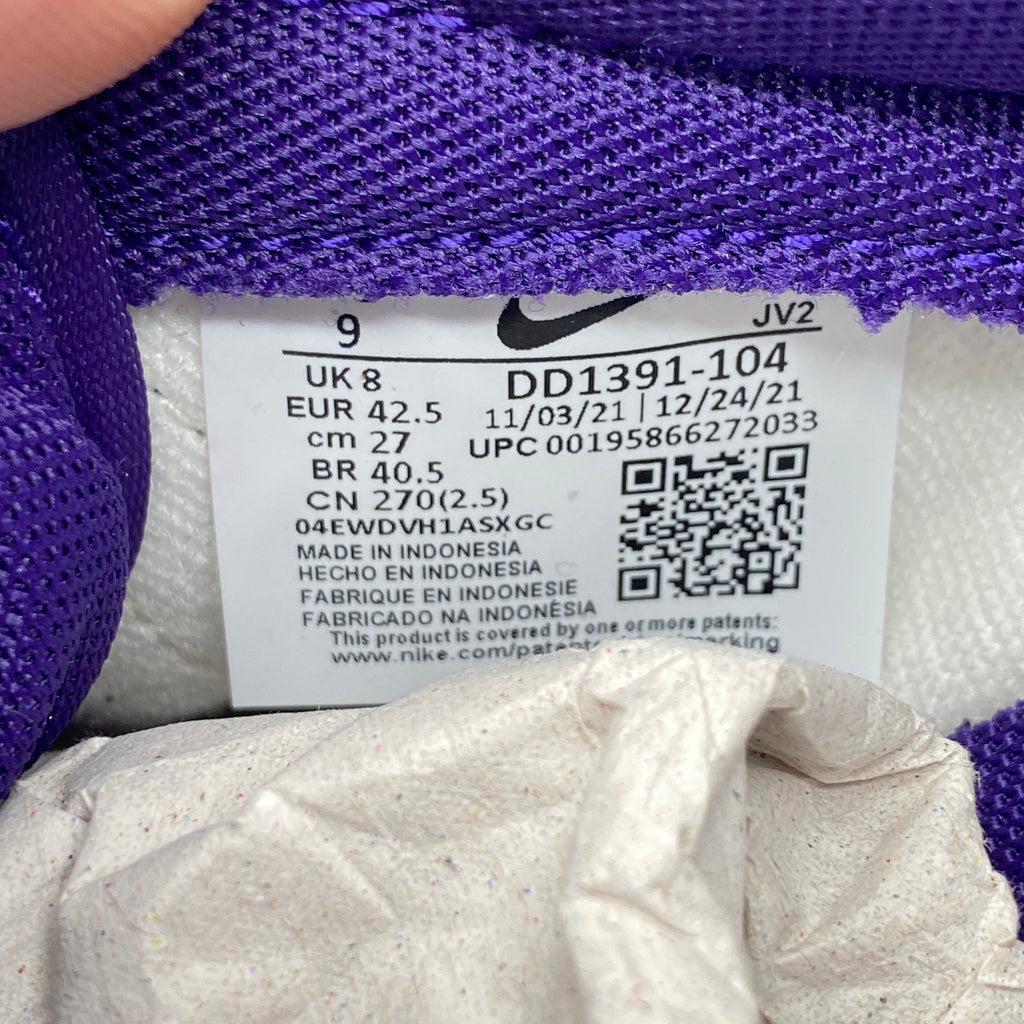 9
JV2
UK 8
DD1391-104
EUR 42.5
11/03/21 | 12/24/21
cm 27
UPC 00195866272033
BR 40.5
CN 270(2.5)
04EWDVH1ASXGC
MADE IN INDONESIA
HECHO EN INDONESIA
FABRIQUE EN INDONESIE
FABRICADO NA INDONÉSIA
This product is covered by one or more patents:
www.nike.com/patents